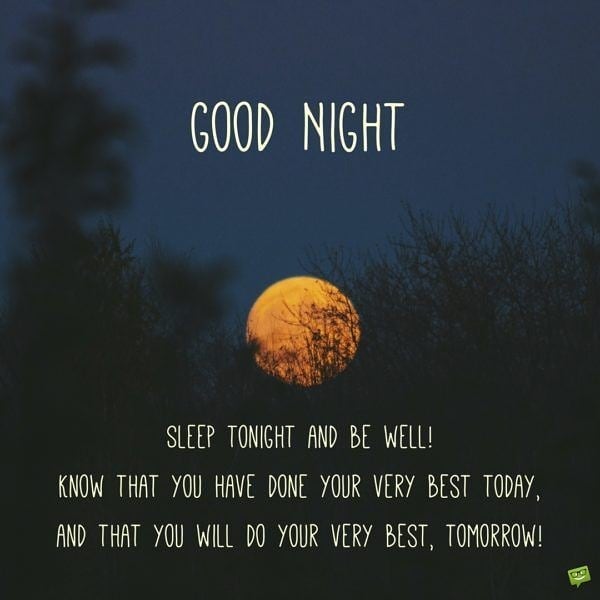 GOOD NIGHT
SLEEP TONIGHT AND BE WELL!
KNOW THAT YOU HAVE DONE YOUR VERY BEST TODAY,
AND THAT YOU WILL DO YOUR VERY BEST, TOMORROW!